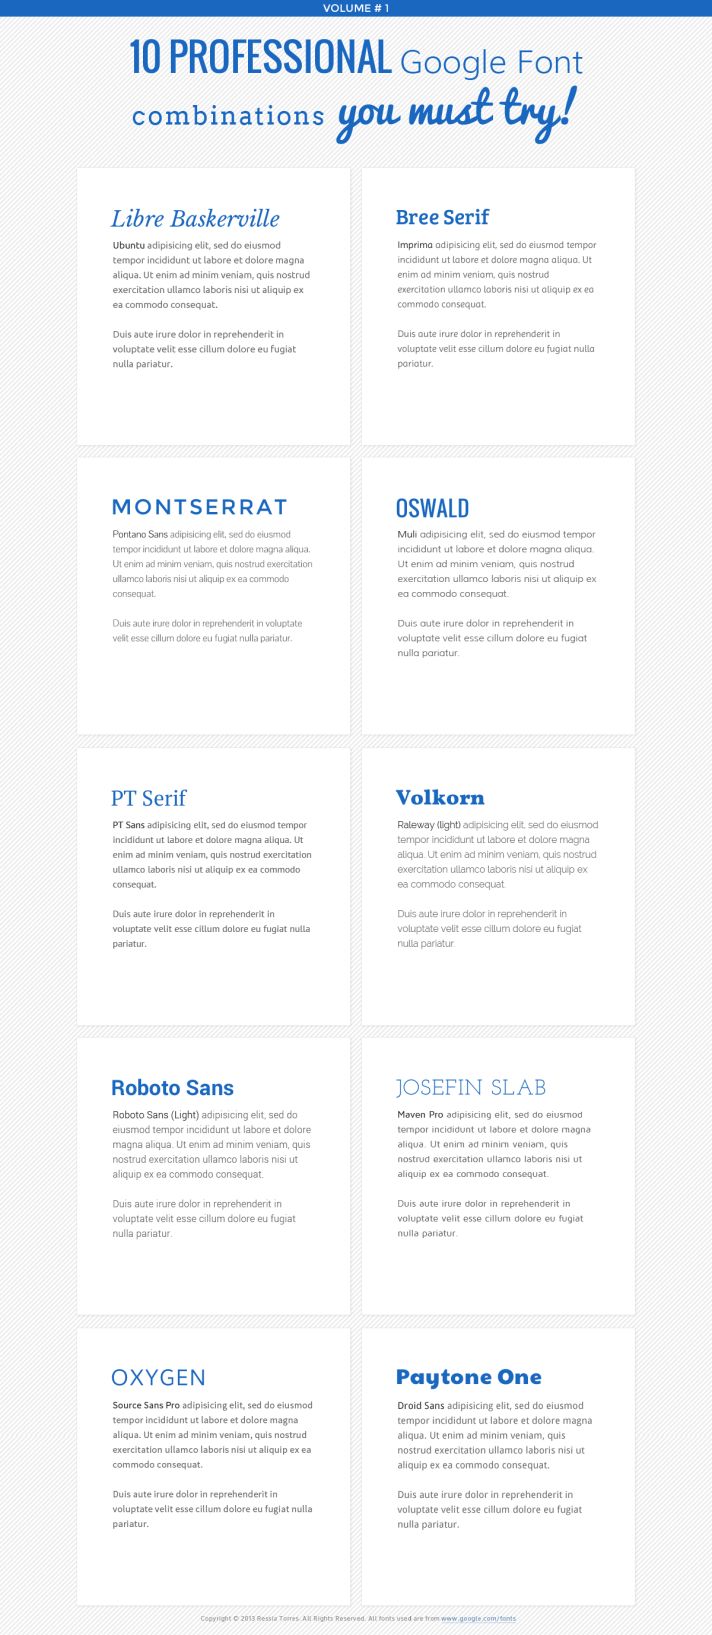 VOLUME # 1
10 PROFESSIONAL Google Font
combinations you must try!
Libre Baskerville
Ubuntu adipisicing elit, sed do eiusmod
tempor incididunt ut labore et dolore magna
aliqua. Ut enim ad minim veniam, quis nostrud
exercitation ullamco laboris nisi ut aliquip ex
ea commodo consequat.
Duis aute irure dolor in reprehenderit in
voluptate velit esse cillum dolore eu fugiat
nulla pariatur.
Bree Serif
Imprima adipisicing elit, sed do eiusmod tempor
incididunt ut labore et dolore magna aliqua. Ut
enim ad minim veniam, quis nostrud
exercitation ullamco laboris nisi ut aliquip ex ea
commodo consequat.
Duis aute irure dolor in reprehenderit in
voluptate velit esse cillum dolore eu fugiat nulla
pariatur.
MONTSERRAT
Pontano Sans adipisicing elit, sed do eiusmod
tempor incididunt ut labore et dolore magna aliqua.
Ut enim ad minim veniam, quis nostrud exercitation
ullamco laboris nisi ut aliquip ex ea commodo
consequat.
Duis aute irure dolor in reprehenderit in voluptate
velit esse cillum dolore eu fugiat nulla pariatur.
OSWALD
Muli adipisicing elit, sed do eiusmod tempor
incididunt ut labore et dolore magna aliqua.
Ut enim ad minim veniam, quis nostrud
exercitation ullamco laboris nisi ut aliquip ex
ea commodo consequat.
Duis aute irure dolor in reprehenderit in
voluptate velit esse cillum dolore eu fugiat
nulla pariatur.
PT Serif
PT Sans adipisicing elit, sed do eiusmod tempor
incididunt ut labore et dolore magna aliqua. Ut
enim ad minim veniam, quis nostrud exercitation
ullamco laboris nisi ut aliquip ex ea commodo
consequat.
Duis aute irure dolor in reprehenderit in
voluptate velit esse cillum dolore eu fugiat nulla
pariatur.
Volkorn
Raleway (light) adipisicing elit, sed do eiusmod
tempor incididunt ut labore et dolore magna
aliqua. Ut enim ad minim veniam, quis nostrud
exercitation ullamco laboris nisi ut aliquip ex
ea commodo consequat.
Duis aute irure dolor in reprehenderit in
voluptate velit esse cillum dolore eu fugiat
nulla pariatur.
Roboto Sans
Roboto Sans (Light) adipisicing elit, sed do
eiusmod tempor incididunt ut labore et dolore
magna aliqua. Ut enim ad minim veniam, quis
nostrud exercitation ullamco laboris nisi ut
aliquip ex ea commodo consequat.
Duis aute irure dolor in reprehenderit in
voluptate velit esse cillum dolore eu fugiat
nulla pariatur.
JOSEFIN SLAB
Maven Pro adipisicing elit, sed do eiusmod
tempor incididunt ut labore et dolore magna
aliqua. Ut enim ad minim veniam, quis
nostrud exercitation ullamco laboris nisi ut
aliquip ex ea commodo consequat.
Duis aute irure dolor in reprehenderit in
voluptate velit esse cillum dolore eu fugiat
nulla pariatur.
OXYGEN
Source Sans Pro adipisicing elit, sed do eiusmod
tempor incididunt ut labore et dolore magna
aliqua. Ut enim ad minim veniam, quis nostrud
exercitation ullamco laboris nisi ut aliquip ex ea
commodo consequat.
Duis aute irure dolor in reprehenderit in
voluptate velit esse cillum dolore eu fugiat nulla
pariatur.
Paytone One
Droid Sans adipisicing elit, sed do eiusmod
tempor incididunt ut labore et dolore magna
aliqua. Ut enim ad minim veniam, quis
nostrud exercitation ullamco laboris nisi ut
aliquip ex ea commodo consequat.
Duis aute irure dolor in reprehenderit in
voluptate velit esse cillum dolore eu fugiat
nulla pariatur.
Copyright © 2013 Ressia Torres. All Rights Reserved. All fonts used are from www.google.com/fonts